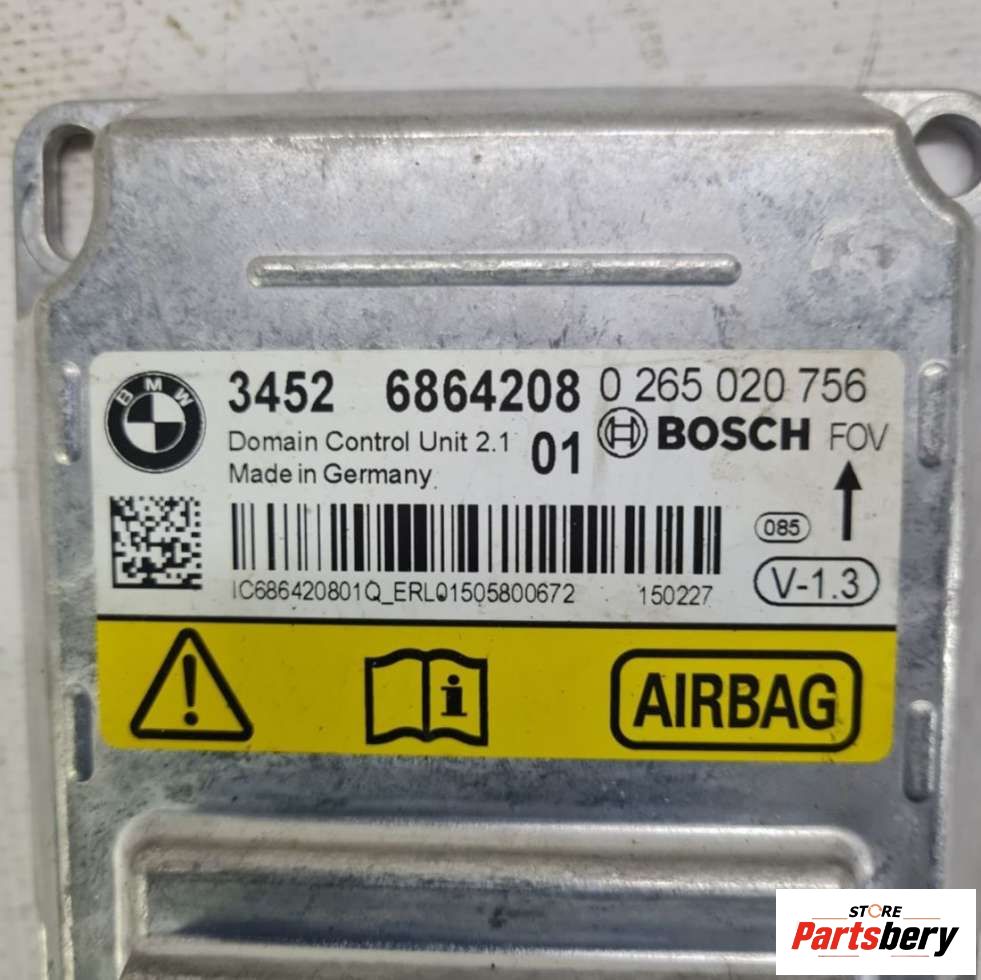 BMW
3452 6864208 0 265 020 756
Domain Control Unit 2.1 01 BOSCH FOV
Made in Germany
085
IC686420801Q_ERL01505800672 150227
V-1.3
AIRBAG
STORE
Partsbery